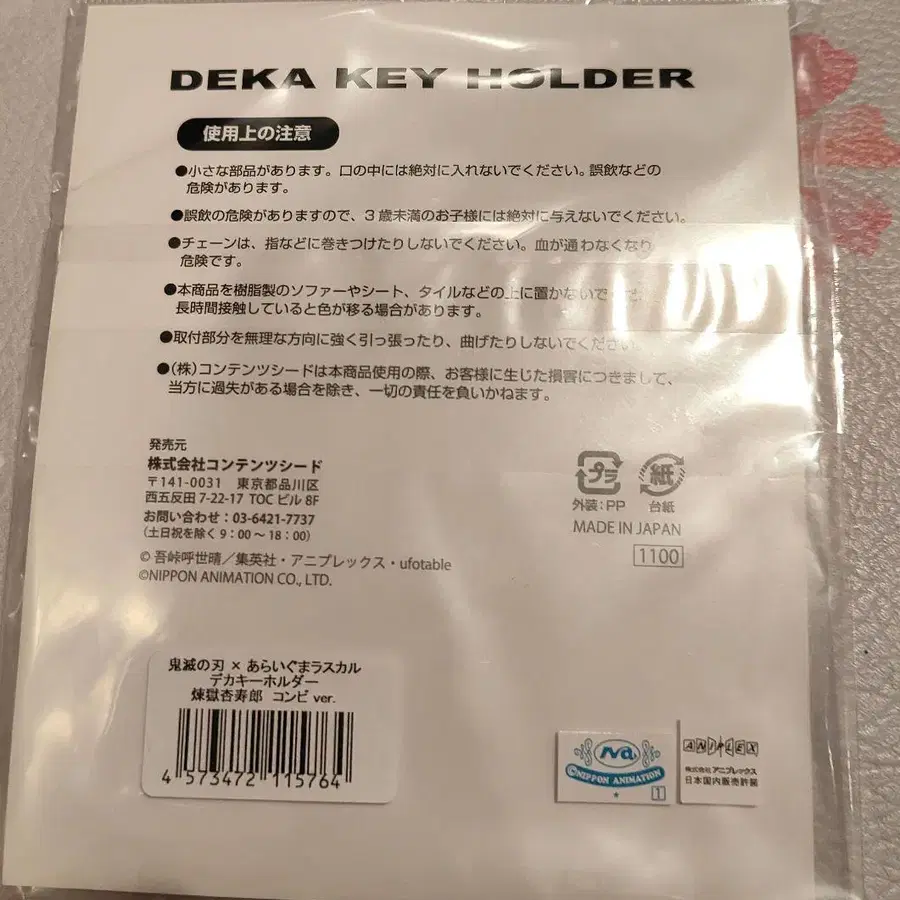 DEKA KEY HOLDER
使用上の注意
●小さな部品があります。口の中には絶対に入れないでください。誤飲などの
危険があります。
●誤飲の危険がありますので、3歳未満のお子様には絶対に与えないでください。
●チェーンは、指などに巻きつけたりしないでください。血が通わなくなり
危険です。
●本商品を樹脂製のソファーやシート、タイルなどの上に置かないで
長時間接触していると色が移る場合があります。
●取付部分を無理な方向に強く引っ張ったり、曲げたりしないでください。
●(株)コンテンツシードは本商品使用の際、お客様に生じた損害につきまして、
当方に過失がある場合を除き、一切の責任を負いかねます。
発売元
株式会社コンテンツシード
〒141-0031 東京都品川区
西五反田 7-22-17 TOC ビル 8F
お問い合わせ:03-6421-7737
(土日祝を除く 9:00~18:00)
© 吾峠呼世晴/集英社・アニプレックス・ufotable
©NIPPON ANIMATION CO., LTD.
プラ 紙
外装:PP 台紙
MADE IN JAPAN
1100
鬼滅の刃 × あらいぐまラスカル
デカキーホルダー
煉獄杏寿郎 コンビ ver.
4 573472 115764
Na
©NIPPON ANIMATION
1
ANIPLEX
株式会社 アニプレックス
日本国内販売許諾